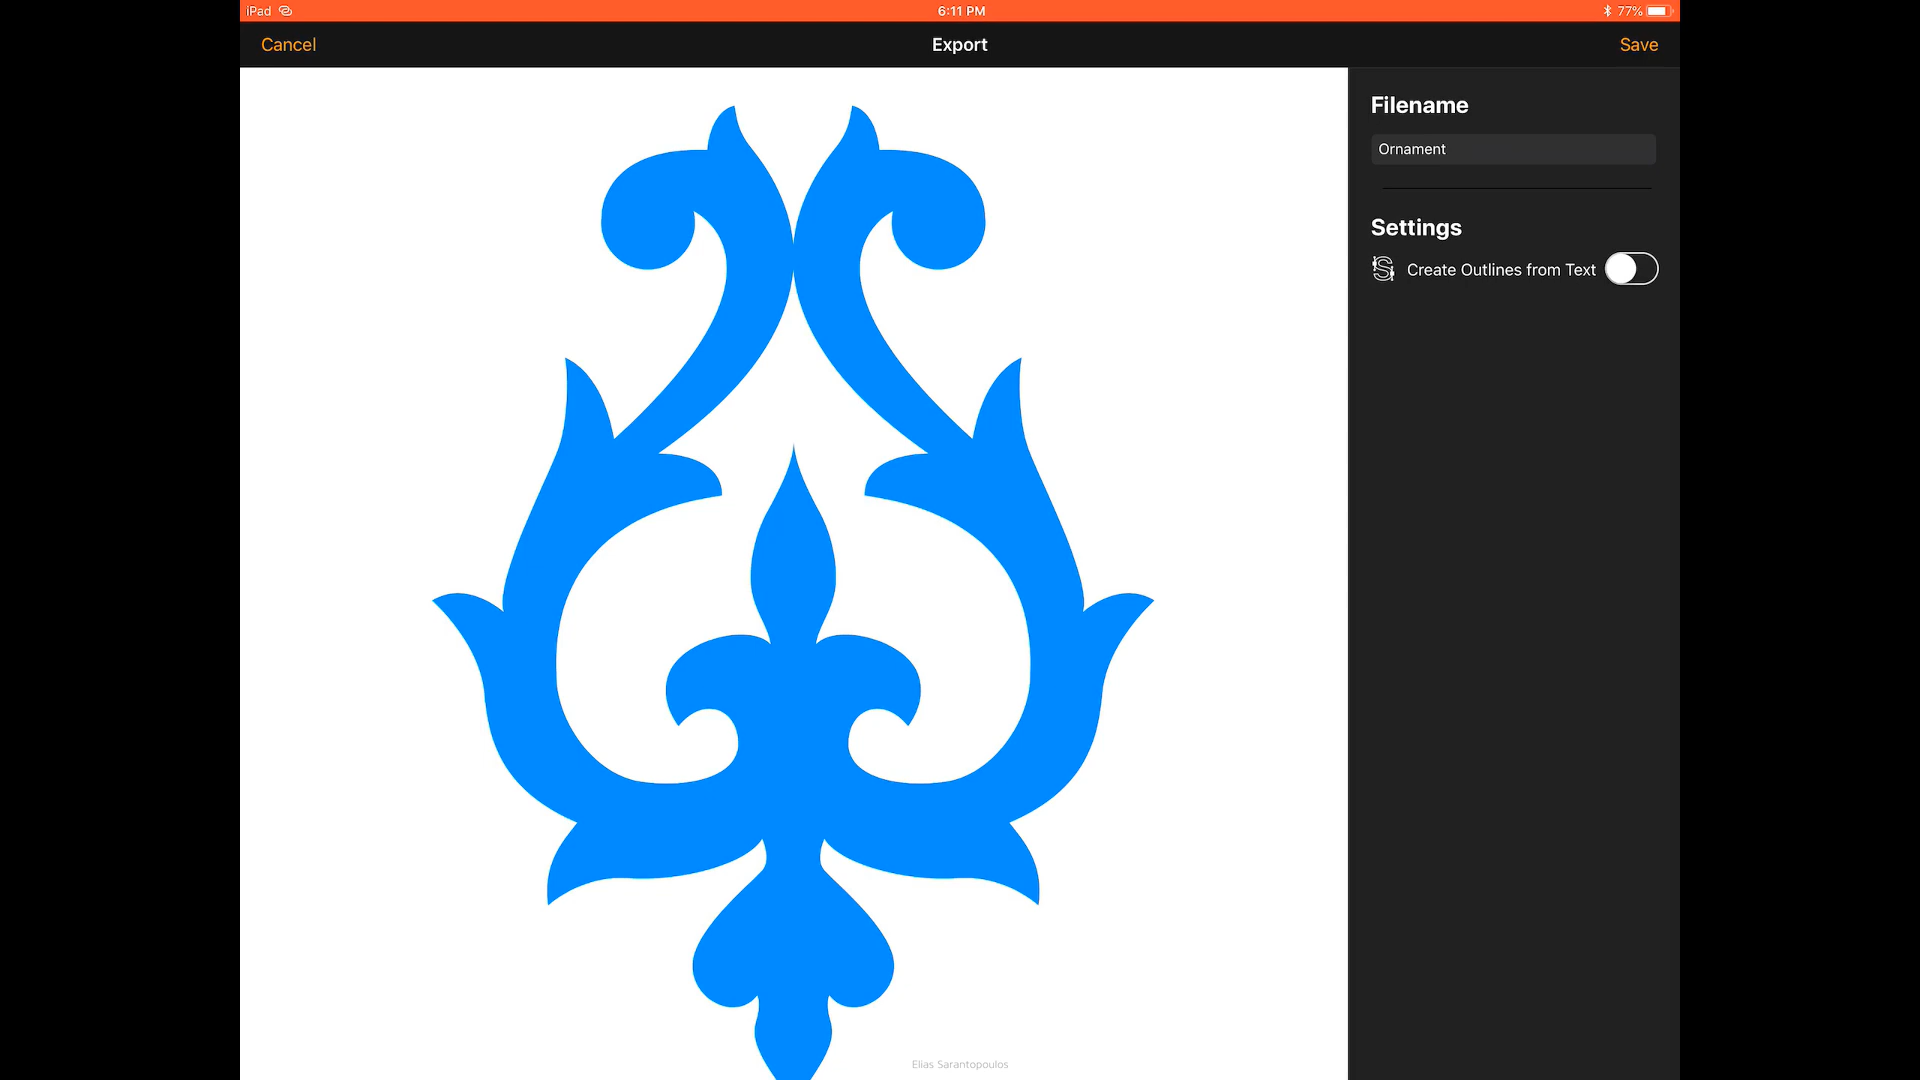 iPad
6:11 PM
77%
Cancel
Export
Save
Filename
Ornament
Settings
Create Outlines from Text
Elias Sarantopoulos